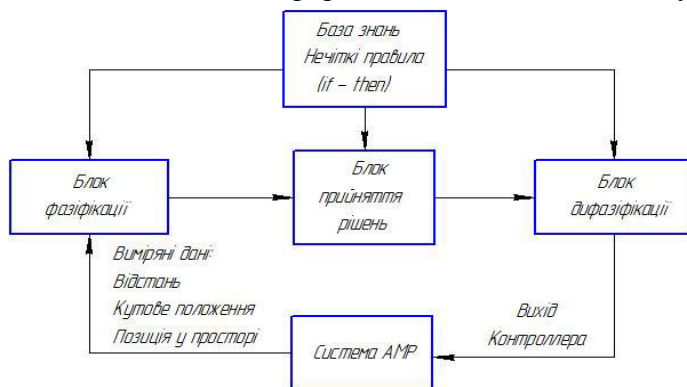 База знань
Нечіткі правила
(if – then)
Блок
фазіфікації
Блок
прийняття
рішень
Блок
дифазіфікації
Виміряні дані:
Відстань
Кутове положення
Позиція у просторі
Система АМР
Вихід
Контроллера